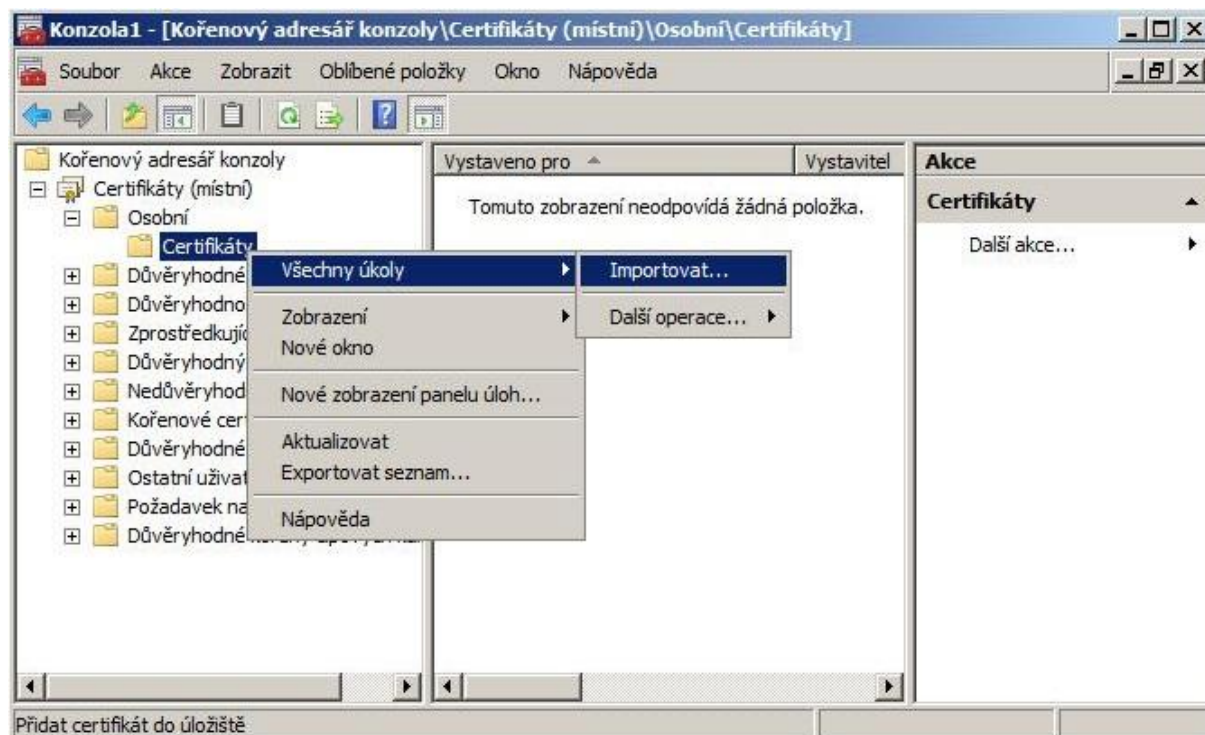 Konzola1 - [Kořenový adresář konzoly\Certifikáty (místní)\Osobní\Certifikáty]
Soubor Akce Zobrazit Oblíbené položky Okno Nápověda
Kořenový adresář konzoly
Certifikáty (místní)
Osobní
Certifikáty
Důvěryhodné
Důvěryhodno
Zprostředkujíc
Důvěryhodný
Nedůvěryhod
Kořenové cer
Důvěryhodné
Ostatní uživat
Požadavek na
Důvěryhodné
Všechny úkoly
Zobrazení
Nové okno
Nové zobrazení panelu úloh...
Aktualizovat
Exportovat seznam...
Nápověda
Importovat...
Další operace...
Vystaveno pro Vystavitel
Tomuto zobrazení neodpovídá žádná položka.
Akce
Certifikáty
Další akce...
Přidat certifikát do úložiště